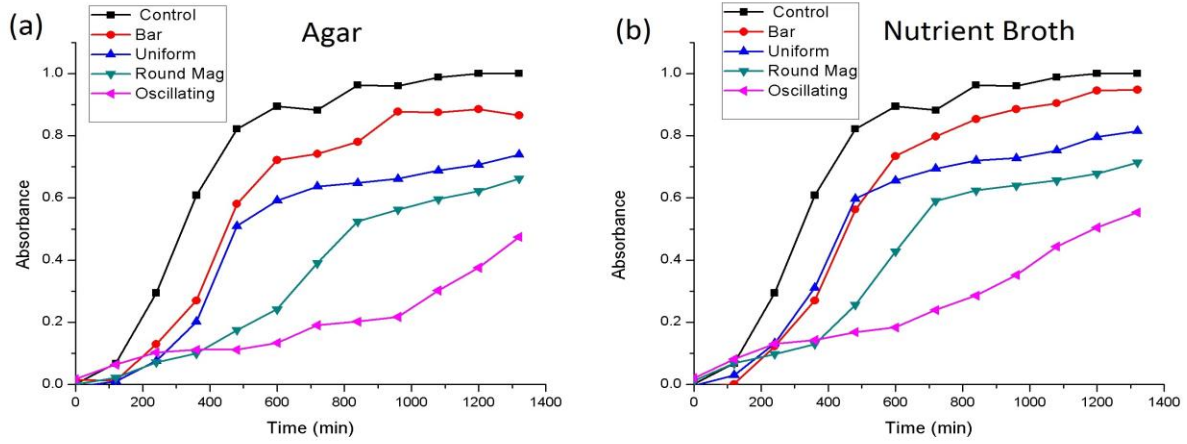 (a)
Control
Bar
Uniform
Round Mag
Oscillating
Agar
Absorbance
1.0
0.8
0.6
0.4
0.2
0.0
0 200 400 600 800 1000 1200 1400
Time (min)
(b)
Control
Bar
Uniform
Round Mag
Oscillating
Nutrient Broth
Absorbance
1.0
0.8
0.6
0.4
0.2
0.0
0 200 400 600 800 1000 1200 1400
Time (min)